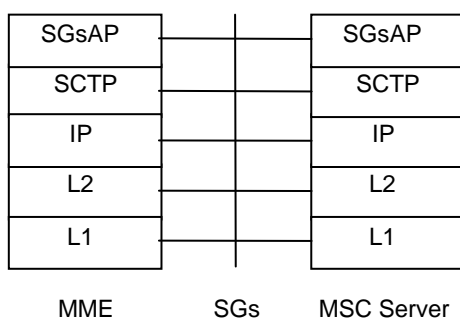 SGsAP SGsAP
SCTP SCTP
IP IP
L2 L2
L1 L1
MME SGs MSC Server